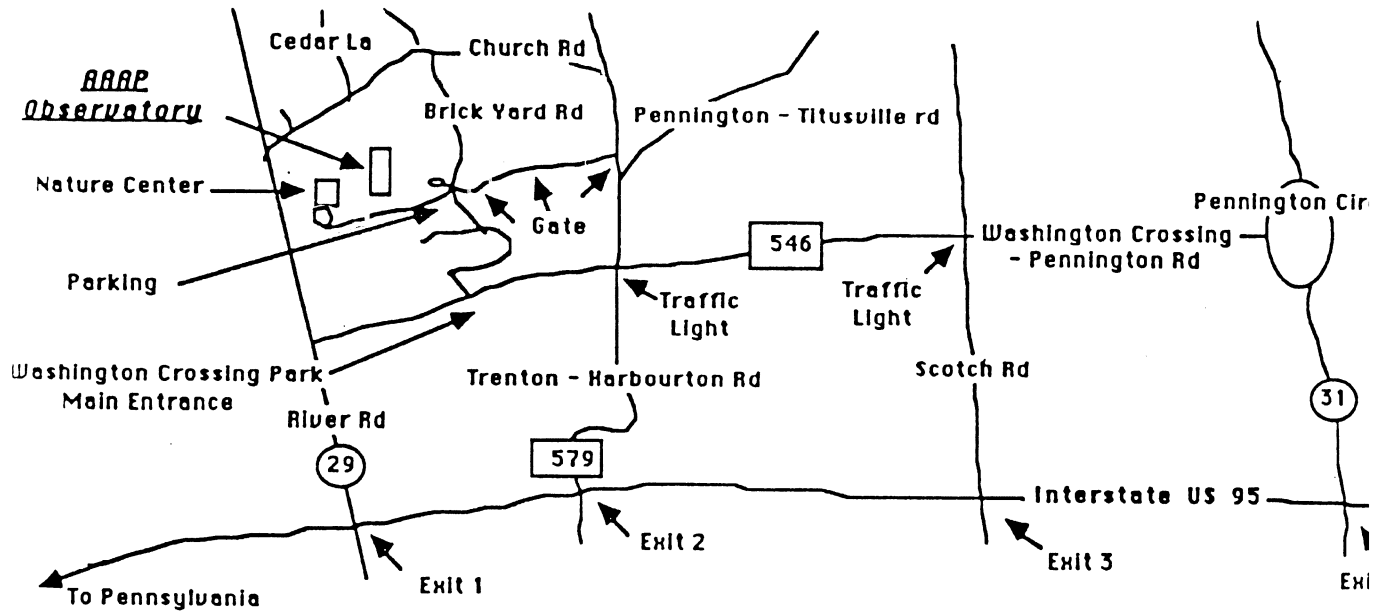 Cedar La
Church Rd
AAAP
Observatory
Brick Yard Rd
Pennington - Titusville rd
Nature Center
Gate
Pennington Cir
546
Washington Crossing
- Pennington Rd
Parking
Traffic
Light
Traffic
Light
Washington Crossing Park
Main Entrance
Trenton - Harbourton Rd
Scotch Rd
31
River Rd
29
579
Interstate US 95
Exit 2
Exit 3
Exit 1
Exi
To Pennsylvania